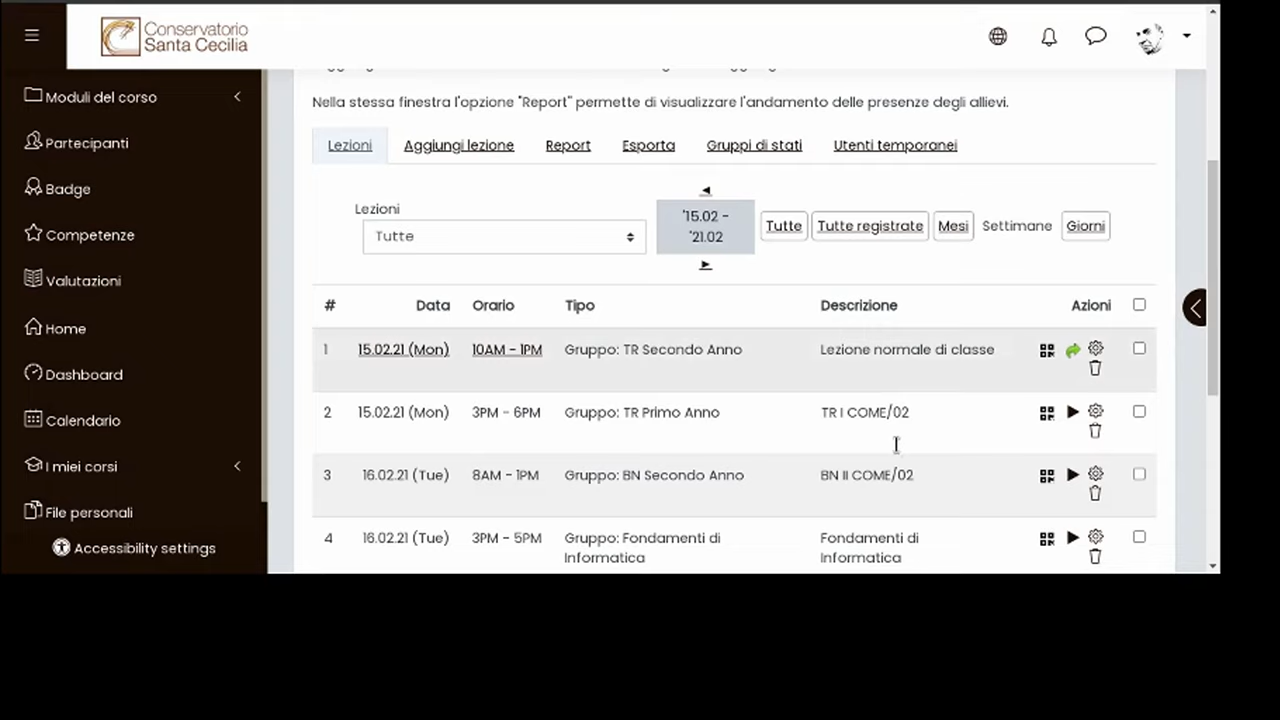 Conservatorio
Santa Cecilia
Moduli del corso
Partecipanti
Badge
Competenze
Valutazioni
Home
Dashboard
Calendario
I miei corsi
File personali
Accessibility settings
Nella stessa finestra l'opzione "Report" permette di visualizzare l'andamento delle presenze degli allievi.
Lezioni Aggiungi lezione Report Esporta Gruppi di stati Utenti temporanei
Lezioni
Tutte
'15.02 -
'21.02
Tutte Tutte registrate Mesi Settimane Giorni
# Data Orario Tipo Descrizione Azioni
1 15.02.21 (Mon) 10AM - 1PM Gruppo: TR Secondo Anno Lezione normale di classe
2 15.02.21 (Mon) 3PM - 6PM Gruppo: TR Primo Anno TR I COME/02
3 16.02.21 (Tue) 8AM - 1PM Gruppo: BN Secondo Anno BN II COME/02
4 16.02.21 (Tue) 3PM - 5PM Gruppo: Fondamenti di Informatica Fondamenti di Informatica